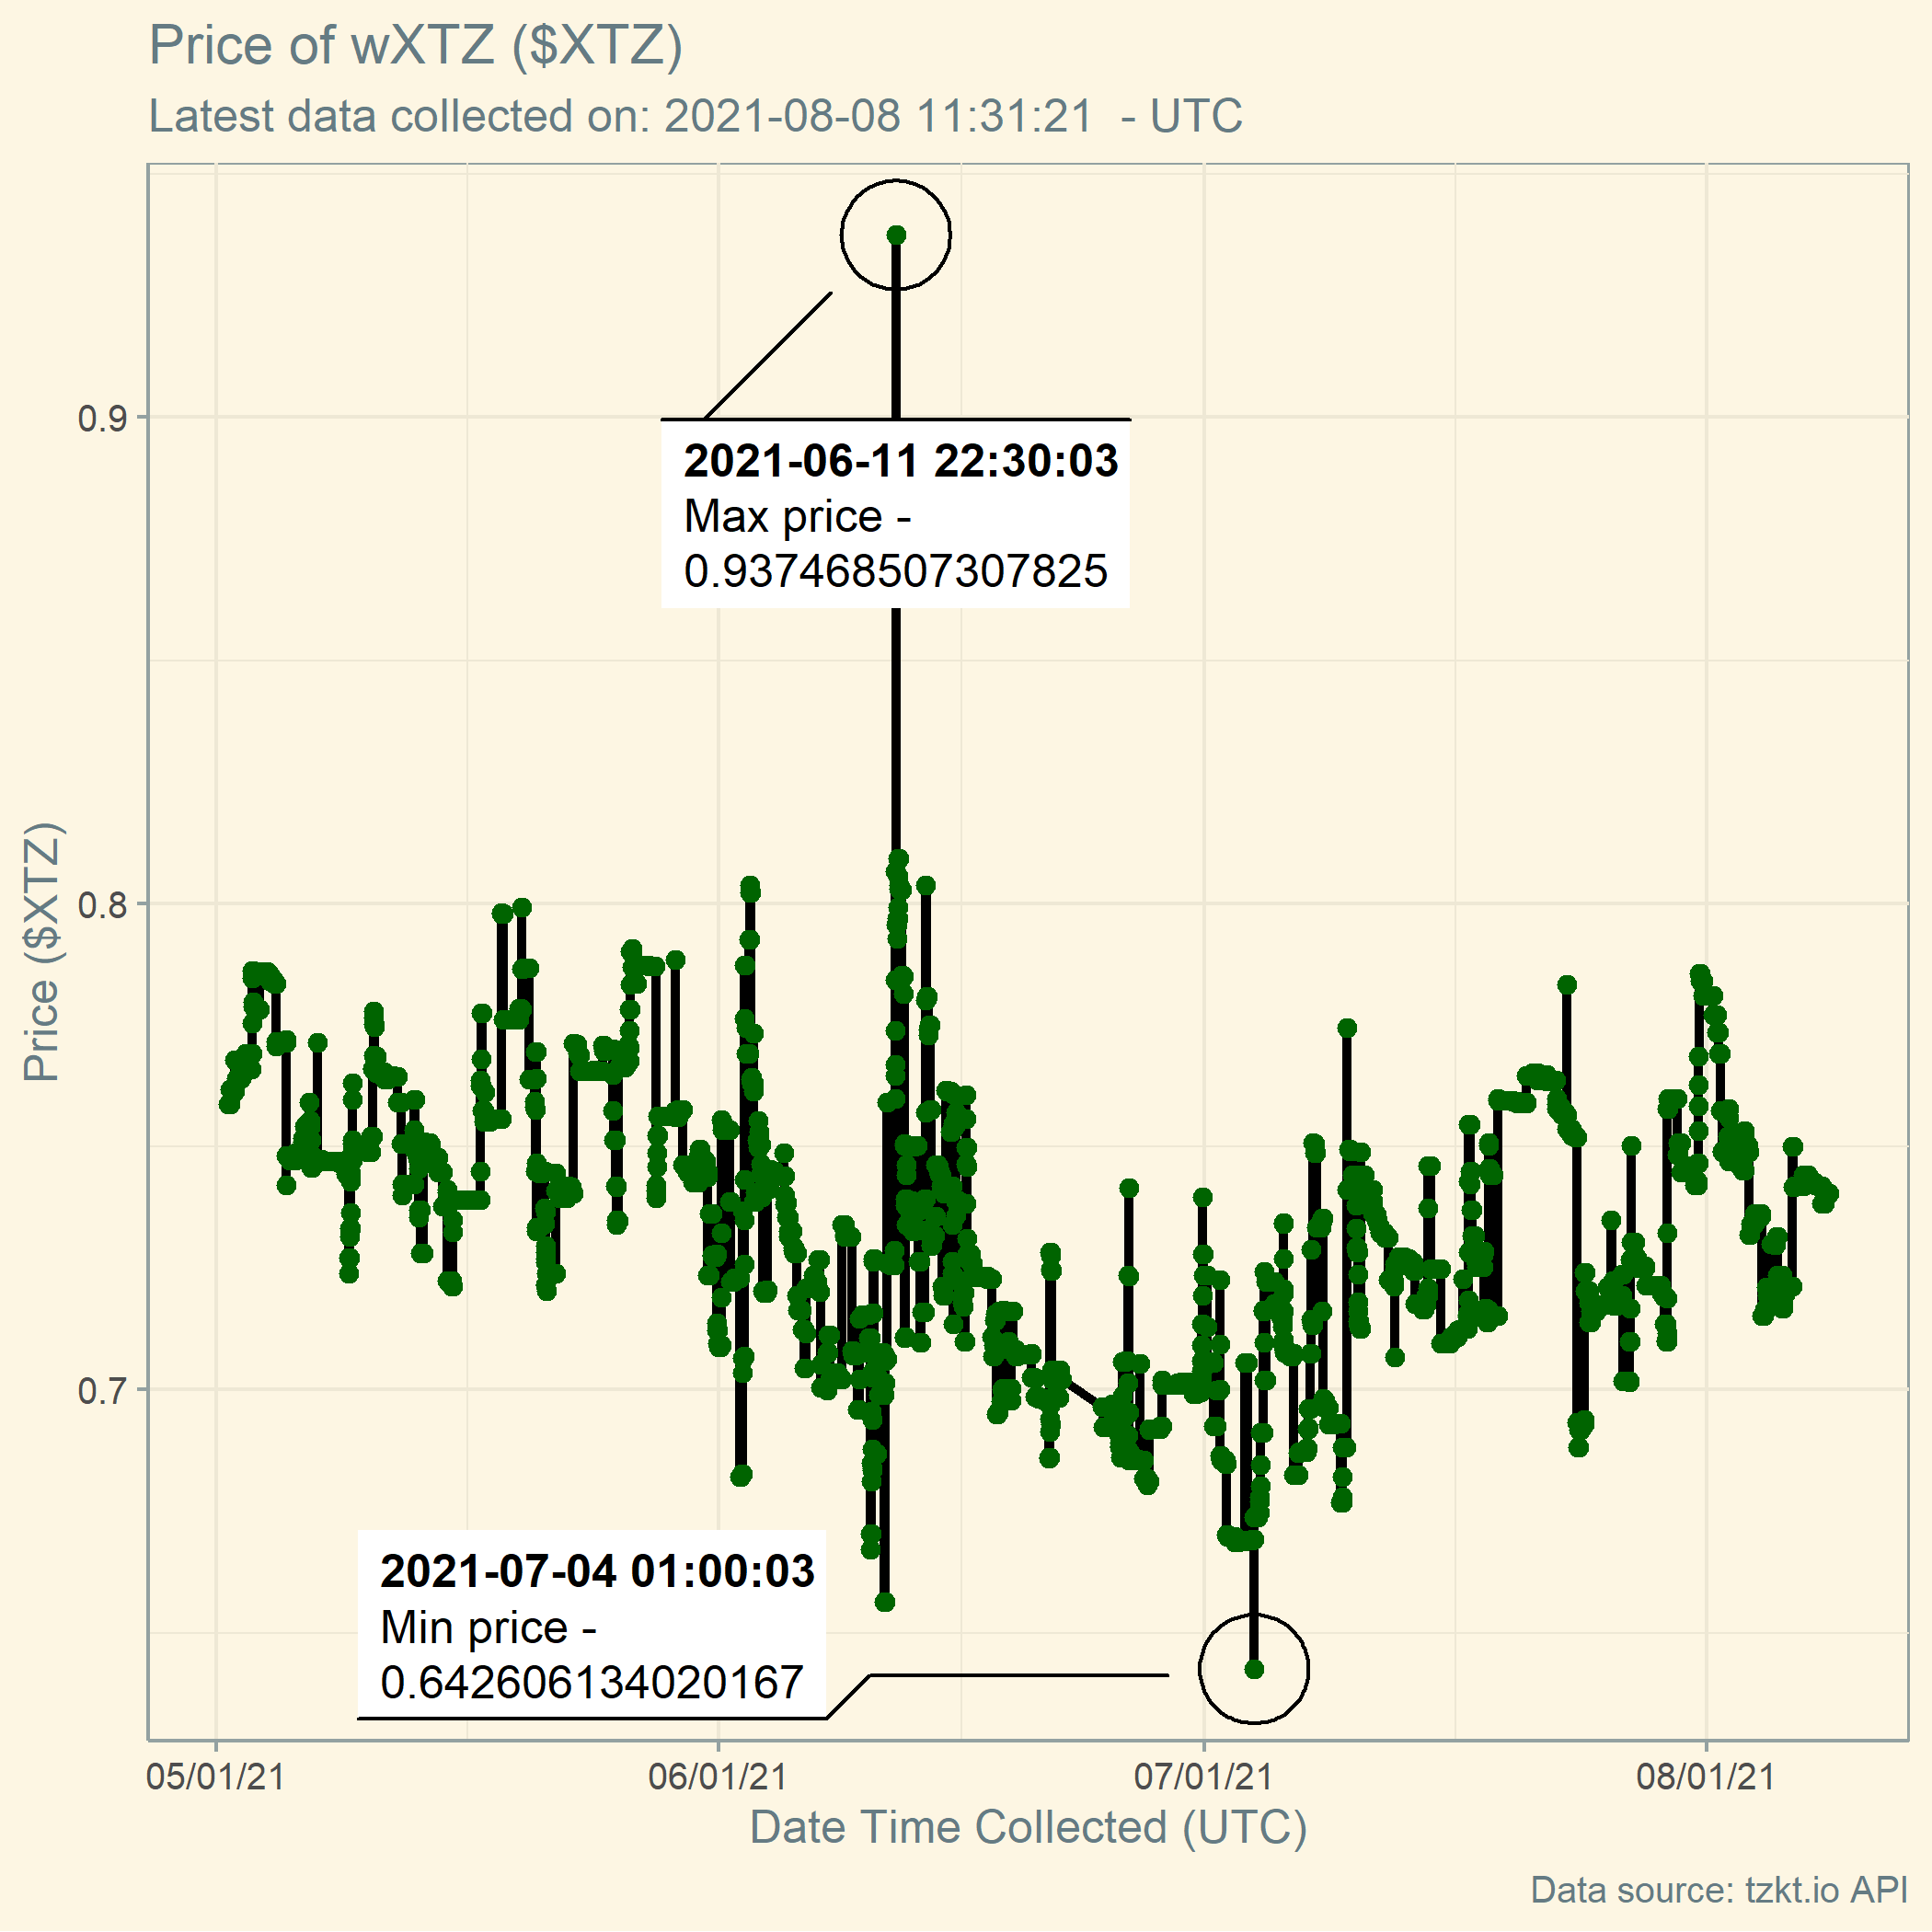 Price of wXTZ ($XTZ)
Latest data collected on: 2021-08-08 11:31:21  - UTC
Price ($XTZ)
0.9
0.8
0.7
2021-06-11 22:30:03
Max price -
0.937468507307825
2021-07-04 01:00:03
Min price -
0.642606134020167
05/01/21
06/01/21
07/01/21
08/01/21
Date Time Collected (UTC)
Data source: tzkt.io API